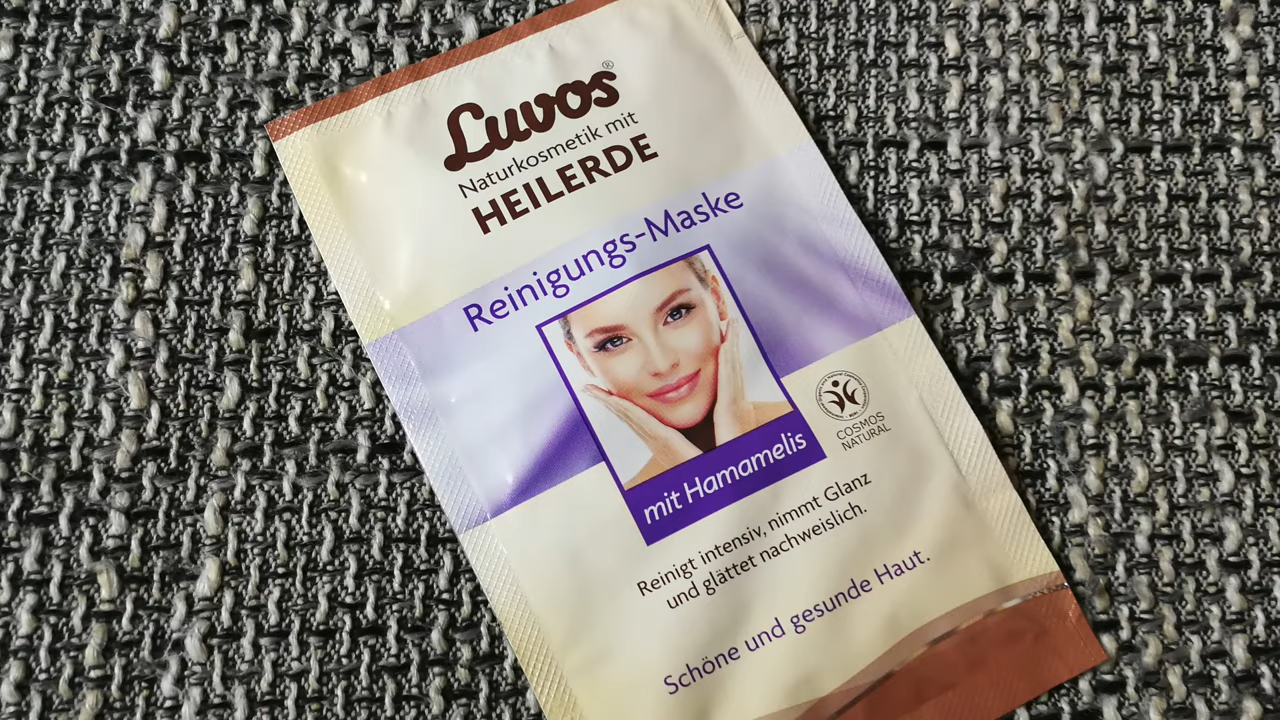 Luvos®
Naturkosmetik mit
HEILERDE
Reinigungs-Maske
mit Hamamelis
COSMOS
NATURAL
Reinigt intensiv, nimmt Glanz
und glättet nachweislich.
Schöne und gesunde Haut.